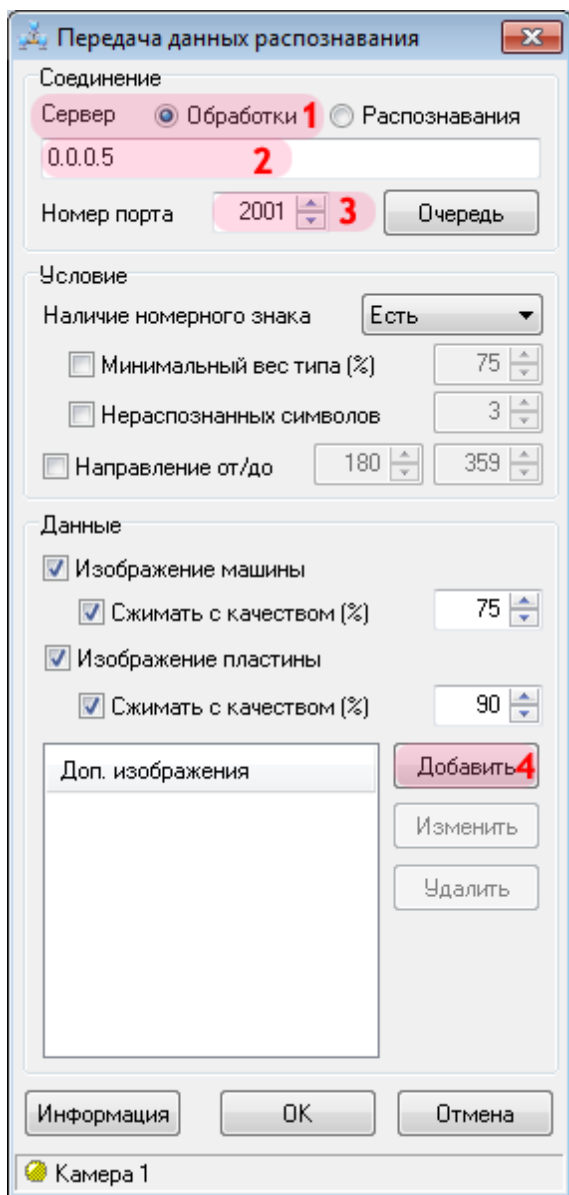 Передача данных распознавания
Соединение
Сервер Обработки 1 Распознавания
0.0.0.5 2
Номер порта 2001 3 Очередь
Условие
Наличие номерного знака Есть
Минимальный вес типа (%) 75
Нераспознанных символов 3
Направление от/до 180 359
Данные
Изображение машины
Сжимать с качеством (%) 75
Изображение пластины
Сжимать с качеством (%) 90
Доп. изображения Добавить 4
Изменить
Удалить
Информация OK Отмена
Камера 1